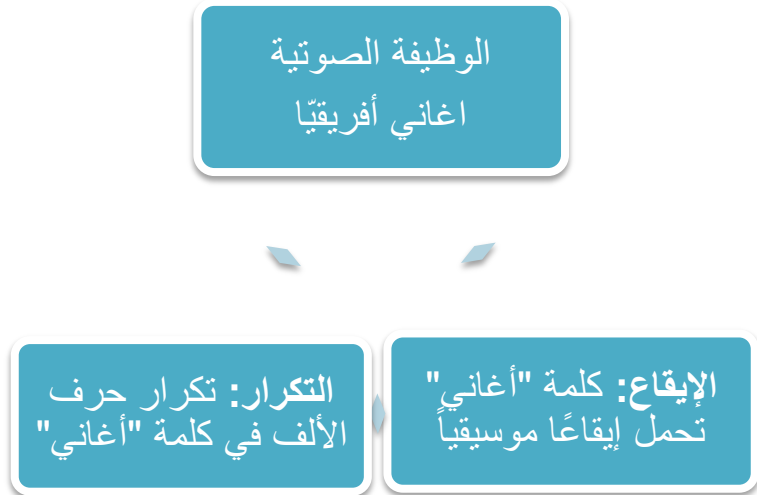 الوظيفة الصوتية
اغاني أفريقيّا
الإيقاع: كلمة "أغاني"
تحمل إيقاعًا موسيقياً
التكرار: تكرار حرف
الألف في كلمة "أغاني"